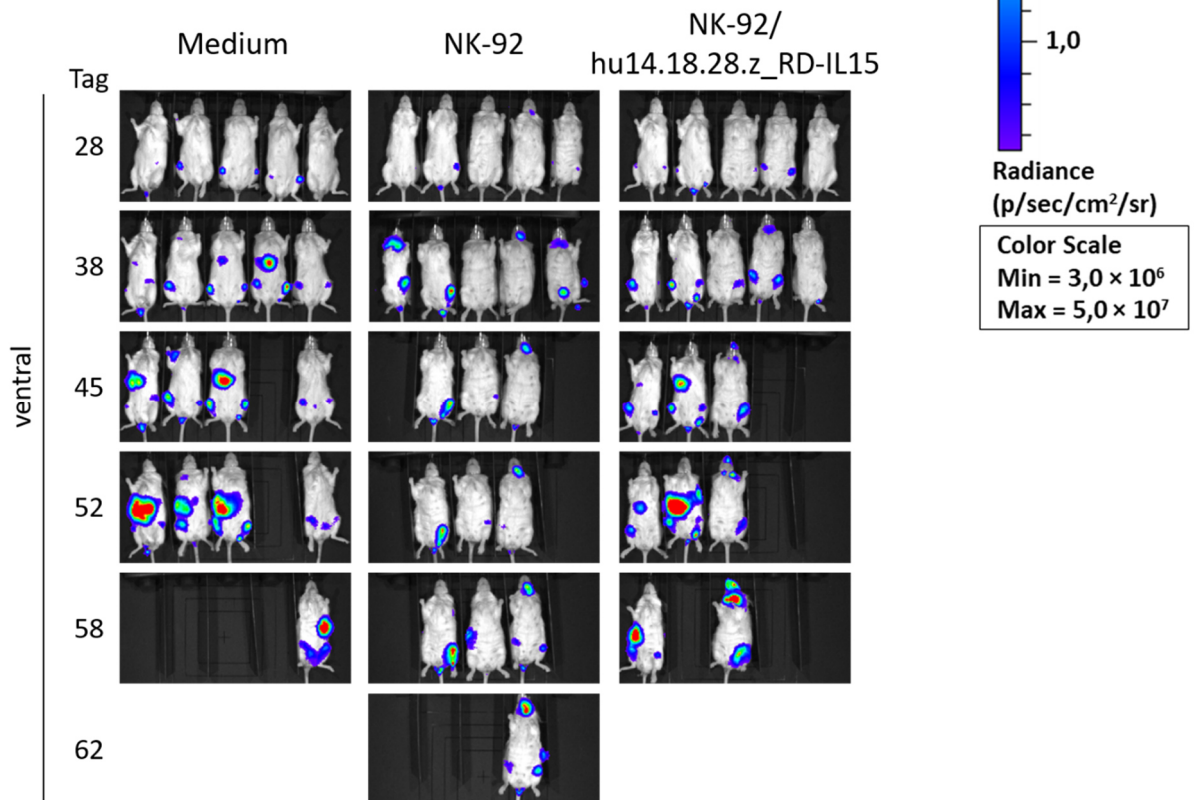 Medium
NK-92
NK-92/
hu14.18.28.z_RD-IL15
Tag
28
38
45
52
58
62
ventral
1,0
Radiance
(p/sec/cm²/sr)
Color Scale
Min = 3,0 × 10⁶
Max = 5,0 × 10⁷